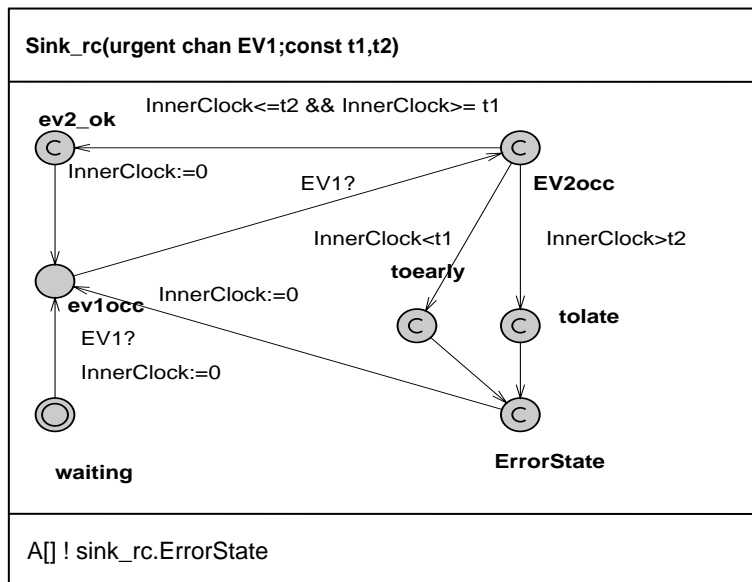 Sink_rc(urgent chan EV1;const t1,t2)
InnerClock<=t2 && InnerClock>= t1
ev2_ok
C
C
InnerClock:=0
EV1?
EV2occ
InnerClock<t1
InnerClock>t2
toearly
InnerClock:=0
ev1occ
C
C
tolate
EV1?
InnerClock:=0
C
ErrorState
waiting
A[] ! sink_rc.ErrorState